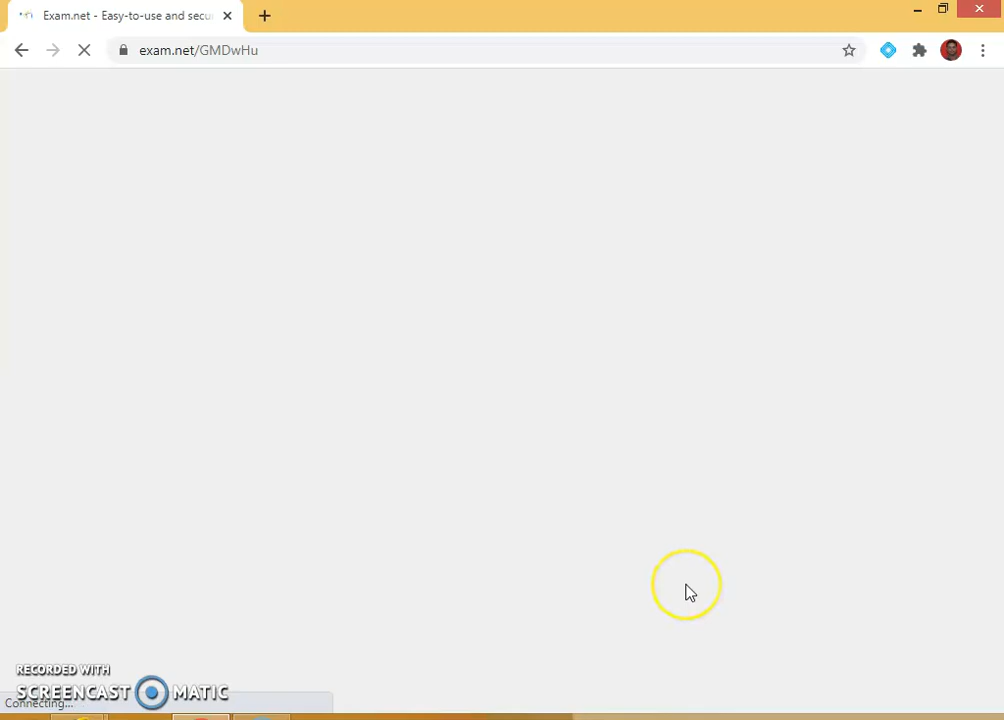 Exam.net - Easy-to-use and secu
exam.net/GMDwHu
RECORDED WITH
SCREENCAST MATIC
Connecting...